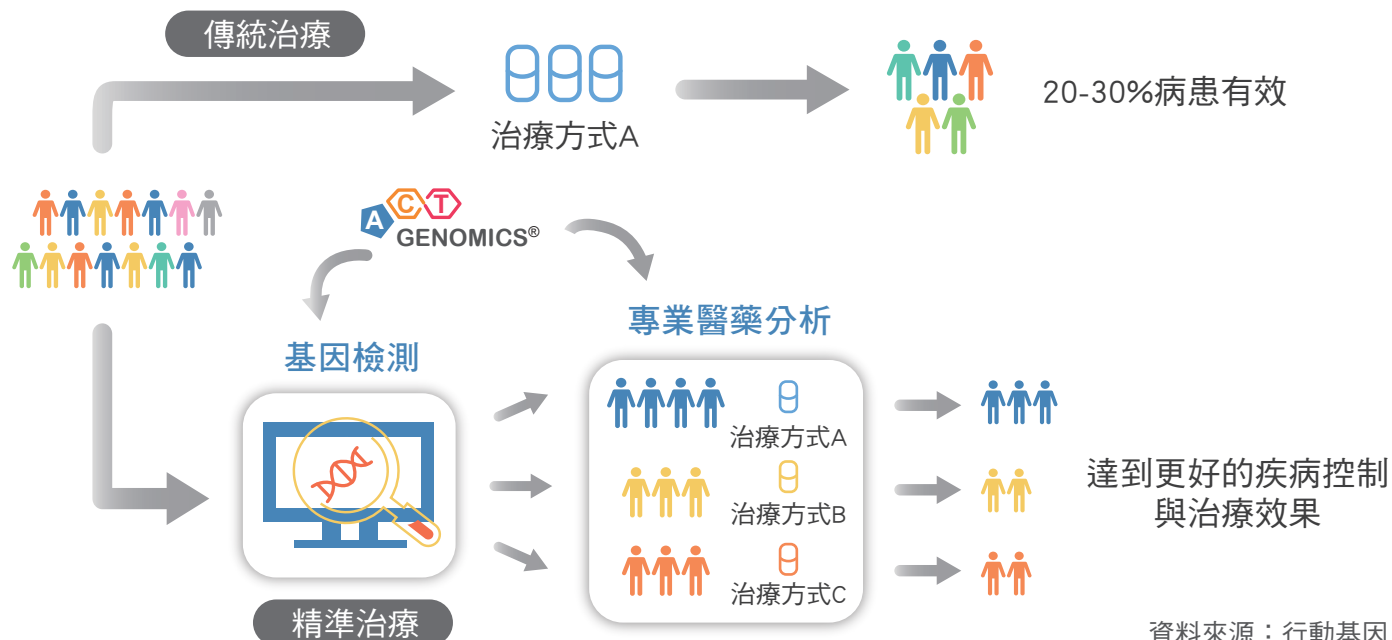 傳統治療
治療方式A
20-30%病患有效
ACT
GENOMICS®
專業醫藥分析
基因檢測
治療方式A
治療方式B
治療方式C
達到更好的疾病控制
與治療效果
精準治療
資料來源：行動基因